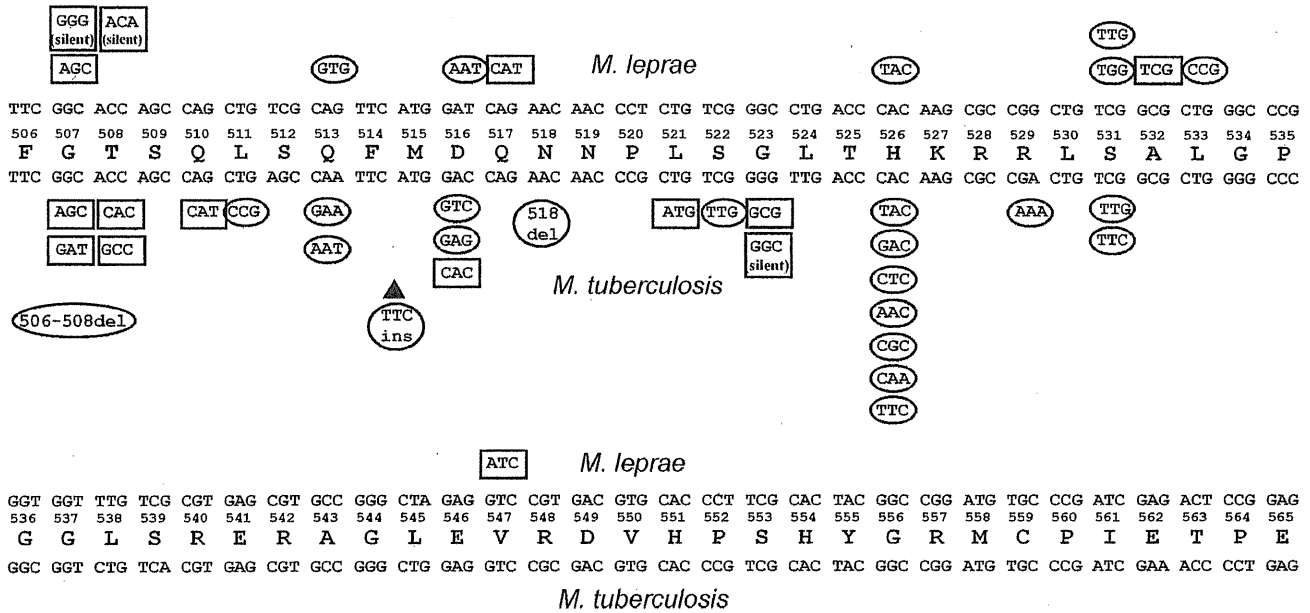 GGG ACA
(silent) (silent)
TTG
AGC GTG AAT CAT M. leprae TAC TGG TCG CCG
TTC GGC ACC AGC CAG CTG TCG CAG TTC ATG GAT CAG AAC AAC CCT CTG TCG GGC CTG ACC CAC AAG CGC CGG CTG TCG GCG CTG GGC CCG
506 507 508 509 510 511 512 513 514 515 516 517 518 519 520 521 522 523 524 525 526 527 528 529 530 531 532 533 534 535
F G T S Q L S Q F M D Q N N P L S G L T H K R R L S A L G P
TTC GGC ACC AGC CAG CTG AGC CAA TTC ATG GAC CAG AAC AAC CCG CTG TCG GGG TTG ACC CAC AAG CGC CGA CTG TCG GCG CTG GGG CCC
AGC CAC CAT CCG GAA GTC 518 ATG TTG GCG TAC AAA TTG
del
GAT GCC AAT GAG GGC GAC TTC
(silent)
CAC M. tuberculosis CTC
506-508del TTC AAC
ins
CGC
CAA
TTC
ATC M. leprae
GGT GGT TTG TCG CGT GAG CGT GCC GGG CTA GAG GTC CGT GAC GTG CAC CCT TCG CAC TAC GGC CGG ATG TGC CCG ATC GAG ACT CCG GAG
536 537 538 539 540 541 542 543 544 545 546 547 548 549 550 551 552 553 554 555 556 557 558 559 560 561 562 563 564 565
G G L S R E R A G L E V R D V H P S H Y G R M C P I E T P E
GGC GGT CTG TCA CGT GAG CGT GCC GGG CTG GAG GTC CGC GAC GTG CAC CCG TCG CAC TAC GGC CGG ATG TGC CCG ATC GAA ACC CCT GAG
M. tuberculosis